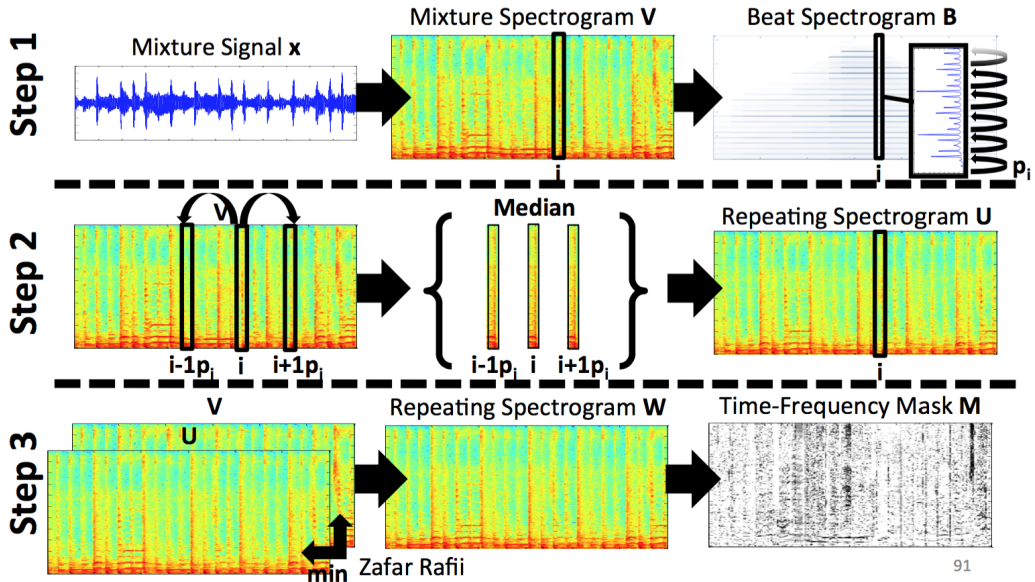 Step 1
Mixture Signal x
Mixture Spectrogram V
i
Beat Spectrogram B
i
pi
Step 2
V
i-1pi i i+1pi
Median
i-1pi i i+1pi
Repeating Spectrogram U
i
Step 3
V
U
min
Repeating Spectrogram W
Time-Frequency Mask M
Zafar Rafii
91